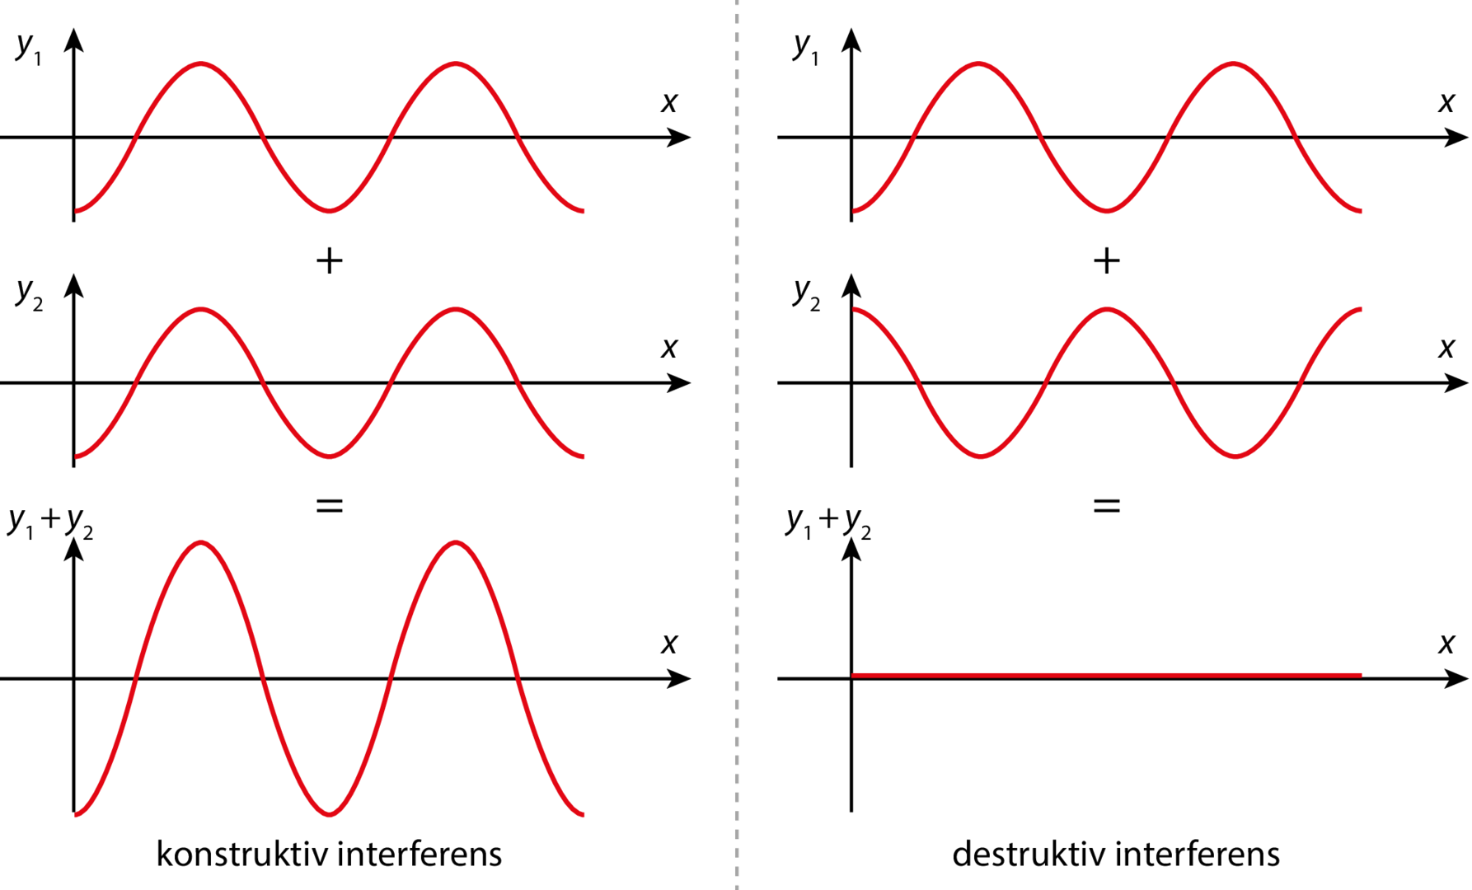 y₁
x
+
y₂
x
=
y₁+y₂
x
konstruktiv interferens
y₁
x
+
y₂
x
=
y₁+y₂
x
destruktiv interferens